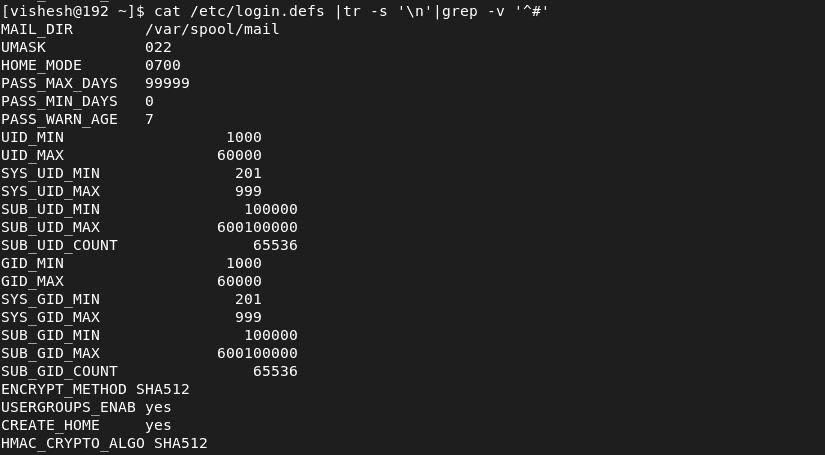 [vishesh@192 ~]$ cat /etc/login.defs |tr -s '\n'|grep -v '^#'
MAIL_DIR        /var/spool/mail
UMASK           022
HOME_MODE       0700
PASS_MAX_DAYS   99999
PASS_MIN_DAYS   0
PASS_WARN_AGE   7
UID_MIN                  1000
UID_MAX                 60000
SYS_UID_MIN               201
SYS_UID_MAX               999
SUB_UID_MIN                100000
SUB_UID_MAX             600100000
SUB_UID_COUNT               65536
GID_MIN                  1000
GID_MAX                 60000
SYS_GID_MIN               201
SYS_GID_MAX               999
SUB_GID_MIN                100000
SUB_GID_MAX             600100000
SUB_GID_COUNT               65536
ENCRYPT_METHOD SHA512
USERGROUPS_ENAB yes
CREATE_HOME     yes
HMAC_CRYPTO_ALGO SHA512